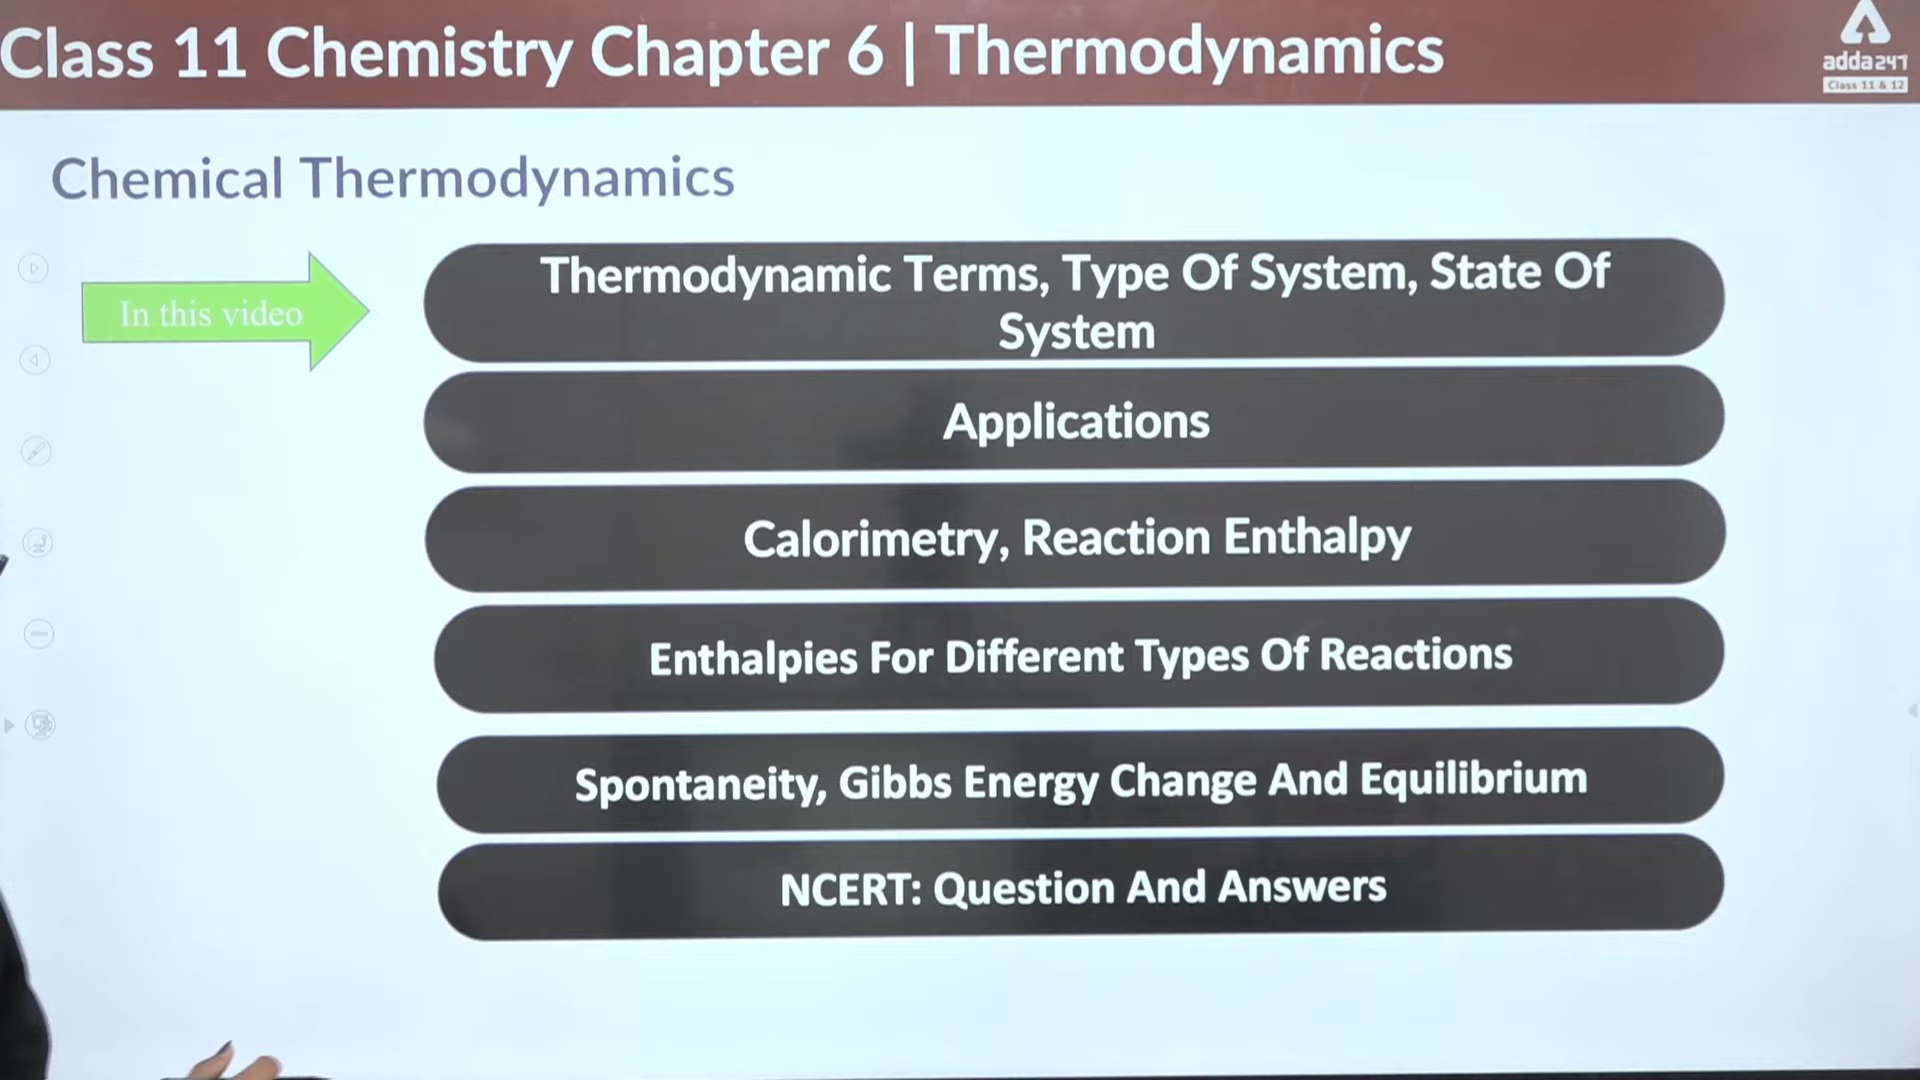 Class 11 Chemistry Chapter 6 | Thermodynamics
adda247
Class 11 & 12
Chemical Thermodynamics
In this video
Thermodynamic Terms, Type Of System, State Of
System
Applications
Calorimetry, Reaction Enthalpy
Enthalpies For Different Types Of Reactions
Spontaneity, Gibbs Energy Change And Equilibrium
NCERT: Question And Answers